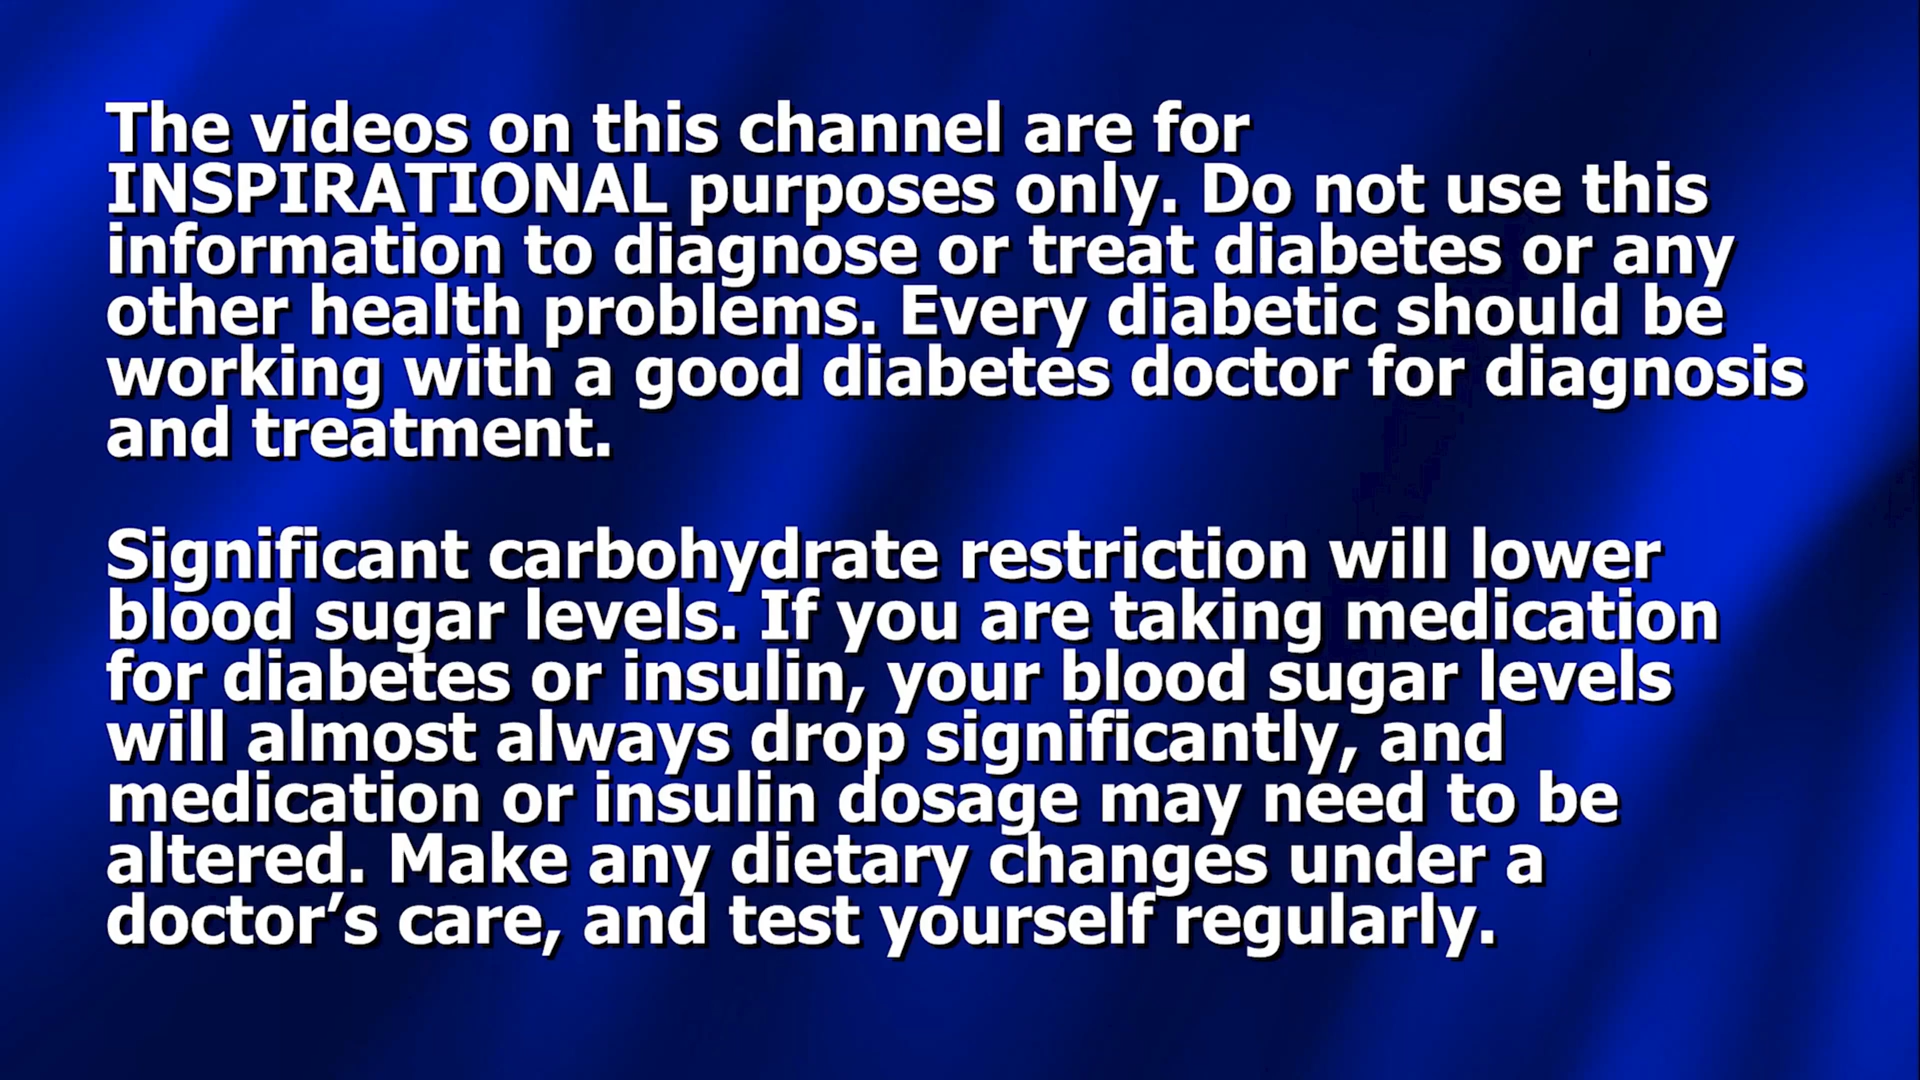 The videos on this channel are for
INSPIRATIONAL purposes only. Do not use this
information to diagnose or treat diabetes or any
other health problems. Every diabetic should be
working with a good diabetes doctor for diagnosis
and treatment.
Significant carbohydrate restriction will lower
blood sugar levels. If you are taking medication
for diabetes or insulin, your blood sugar levels
will almost always drop significantly, and
medication or insulin dosage may need to be
altered. Make any dietary changes under a
doctor’s care, and test yourself regularly.